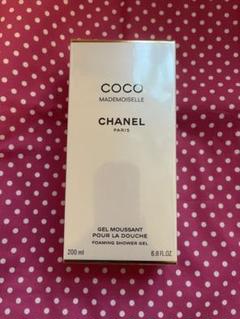 COCO
MADEMOISELLE
CHANEL
PARIS
GEL MOUSSANT
POUR LA DOUCHE
FOAMING SHOWER GEL
200 ml 6.8 FL.OZ